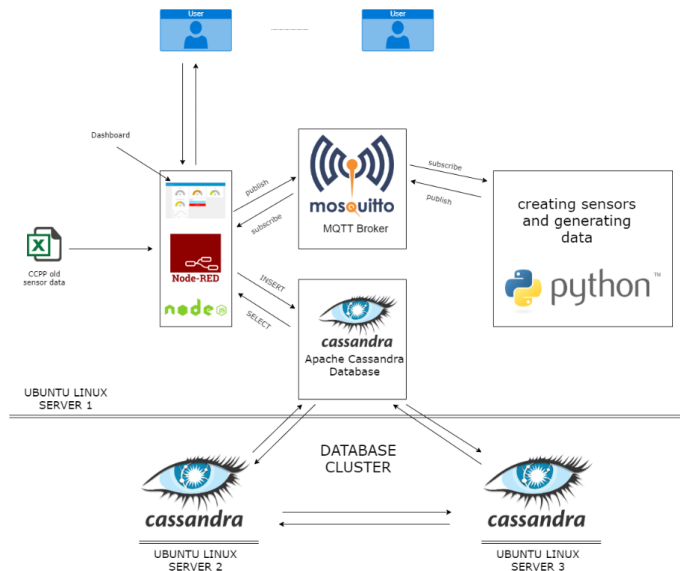 User
User
Dashboard
publish
subscribe
mosquitto
MQTT Broker
subscribe
publish
creating sensors
and generating
data
python™
CCPP old
sensor data
Node-RED
node
JS
INSERT
SELECT
cassandra
Apache Cassandra
Database
UBUNTU LINUX
SERVER 1
DATABASE
CLUSTER
cassandra
UBUNTU LINUX
SERVER 2
cassandra
UBUNTU LINUX
SERVER 3